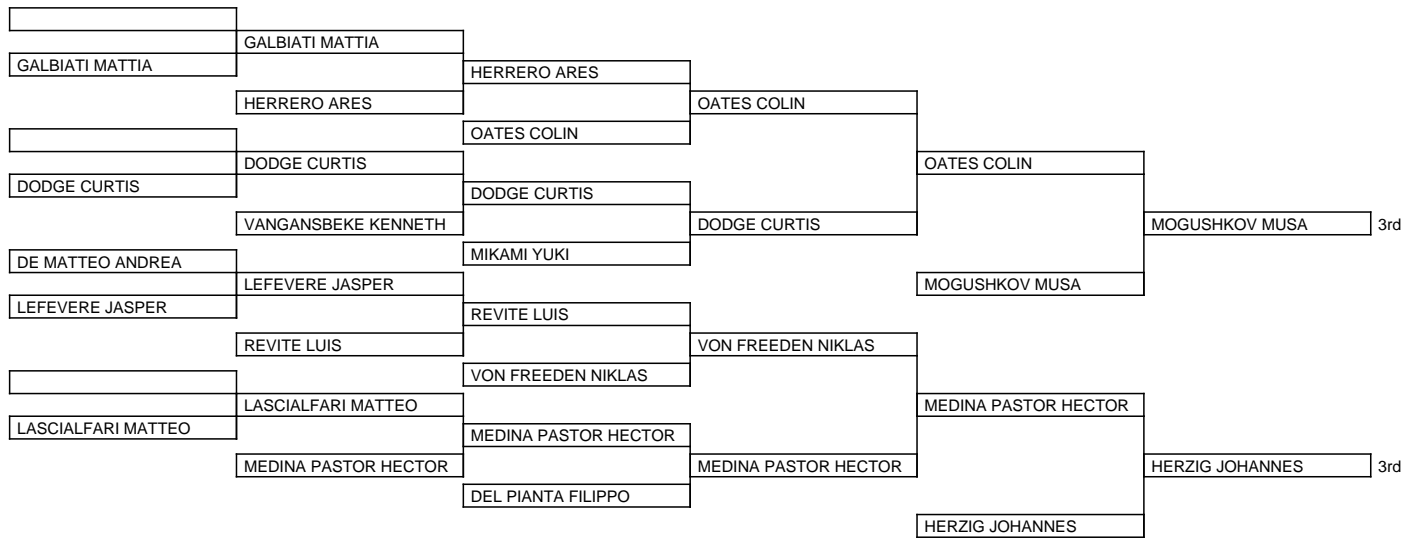 GALBIATI MATTIA
GALBIATI MATTIA
HERRERO ARES
HERRERO ARES
OATES COLIN
OATES COLIN
DODGE CURTIS
OATES COLIN
DODGE CURTIS
DODGE CURTIS
VANGANSBEKE KENNETH
DODGE CURTIS
MOGUSHKOV MUSA 3rd
MIKAMI YUKI
DE MATTEO ANDREA
LEFEVERE JASPER
MOGUSHKOV MUSA
LEFEVERE JASPER
REVITE LUIS
REVITE LUIS
VON FREEDEN NIKLAS
VON FREEDEN NIKLAS
LASCIALFARI MATTEO
MEDINA PASTOR HECTOR
LASCIALFARI MATTEO
MEDINA PASTOR HECTOR
MEDINA PASTOR HECTOR
MEDINA PASTOR HECTOR
HERZIG JOHANNES 3rd
DEL PIANTA FILIPPO
HERZIG JOHANNES